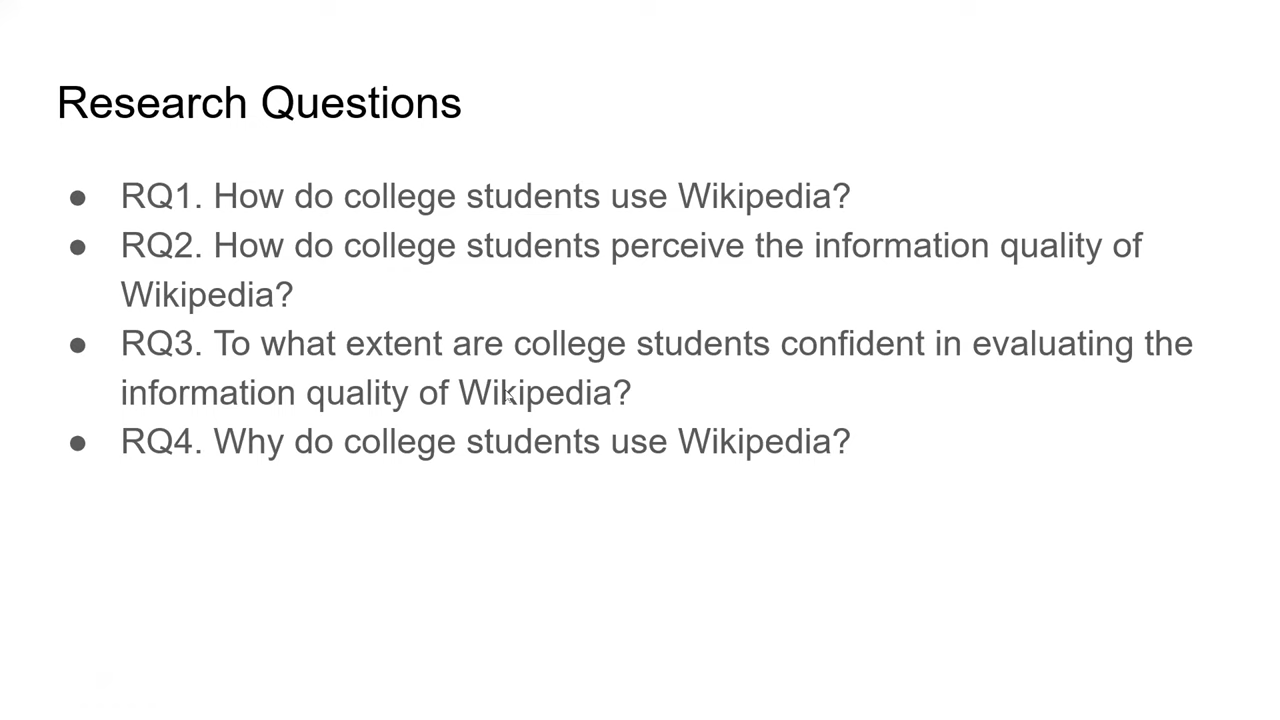 Research Questions
● RQ1. How do college students use Wikipedia?
● RQ2. How do college students perceive the information quality of
Wikipedia?
● RQ3. To what extent are college students confident in evaluating the
information quality of Wikipedia?
● RQ4. Why do college students use Wikipedia?